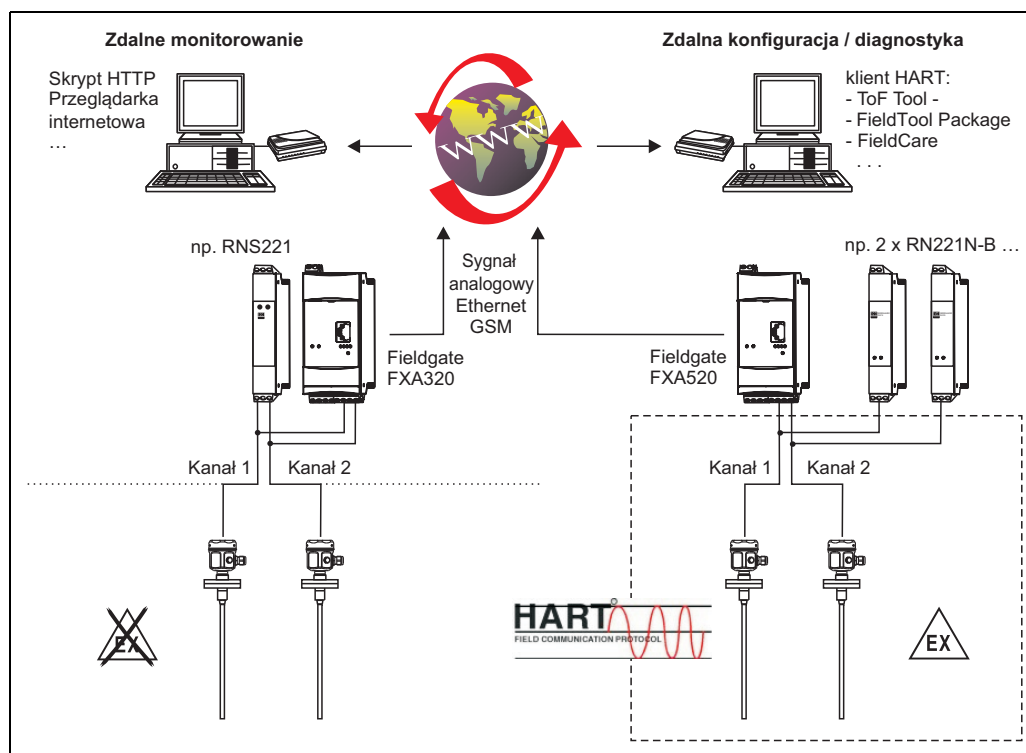 Zdalne monitorowanie
Zdalna konfiguracja / diagnostyka
Skrypt HTTP
Przeglądarka
internetowa
…
WWW
klient HART:
- ToF Tool -
- FieldTool Package
- FieldCare
. . .
np. RNS221
Sygnał
analogowy
Ethernet
GSM
np. 2 x RN221N-B …
Fieldgate
FXA320
Fieldgate
FXA520
Kanał 1
Kanał 2
Kanał 1
Kanał 2
EX
HART
FIELD COMMUNICATION PROTOCOL
EX